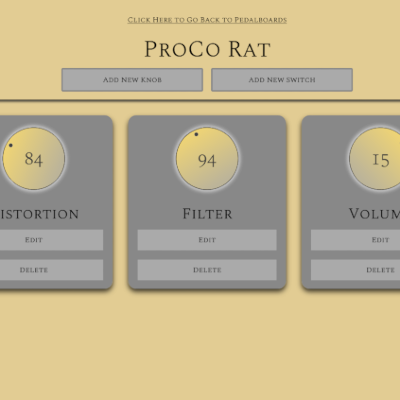 Click Here to Go Back to Pedalboards
ProCo Rat
Add New Knob
Add New Switch
84
94
15
istortion
Filter
Volum
Edit
Edit
Edit
Delete
Delete
Delete